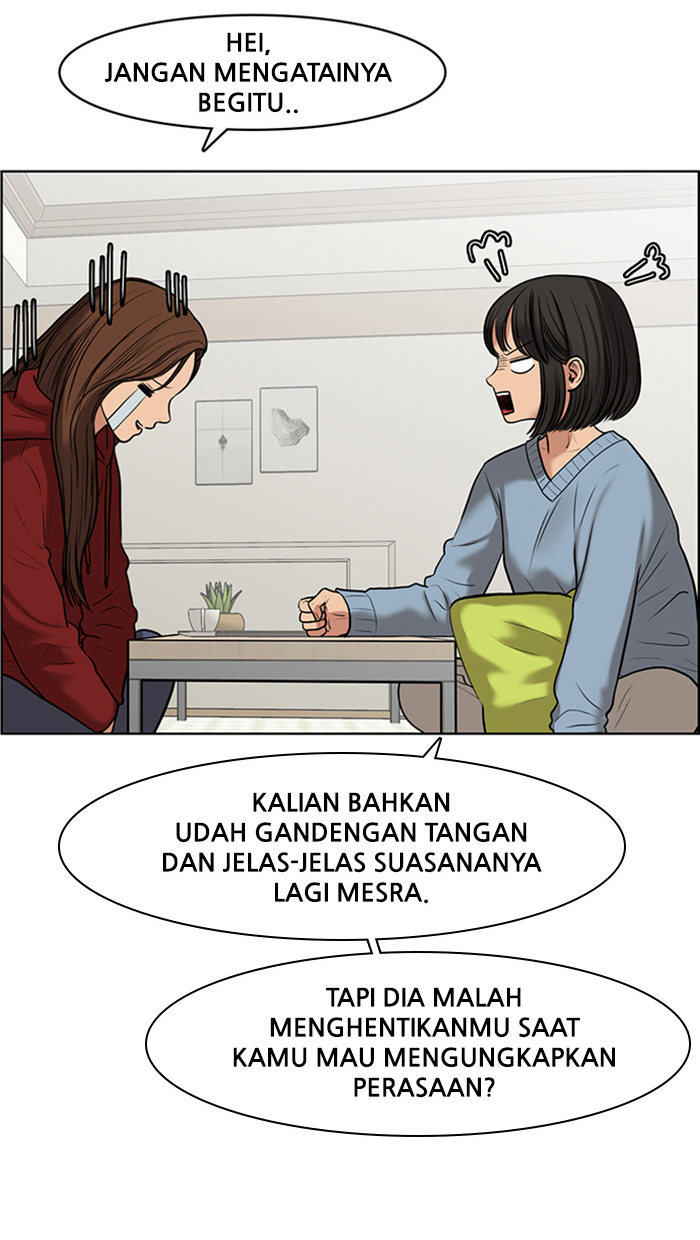 HEI,
JANGAN MENGATAINYA
BEGITU..
KALIAN BAHKAN
UDAH GANDENGAN TANGAN
DAN JELAS-JELAS SUASANANYA
LAGI MESRA.
TAPI DIA MALAH
MENGHENTIKANMU SAAT
KAMU MAU MENGUNGKAPKAN
PERASAAN?